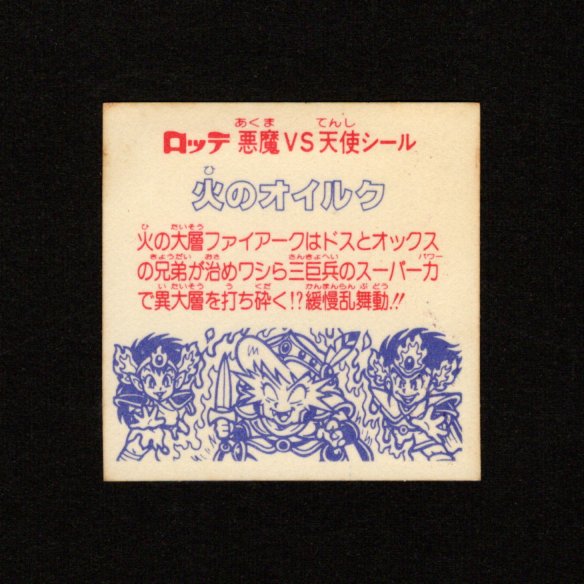 ロッテ 悪魔VS天使シール
火のオイルク
火の大層ファイアークはドスとオックス
の兄弟が治めワシら三巨兵のスーパー力
で異大層を打ち砕く!?緩慢乱舞動.!!